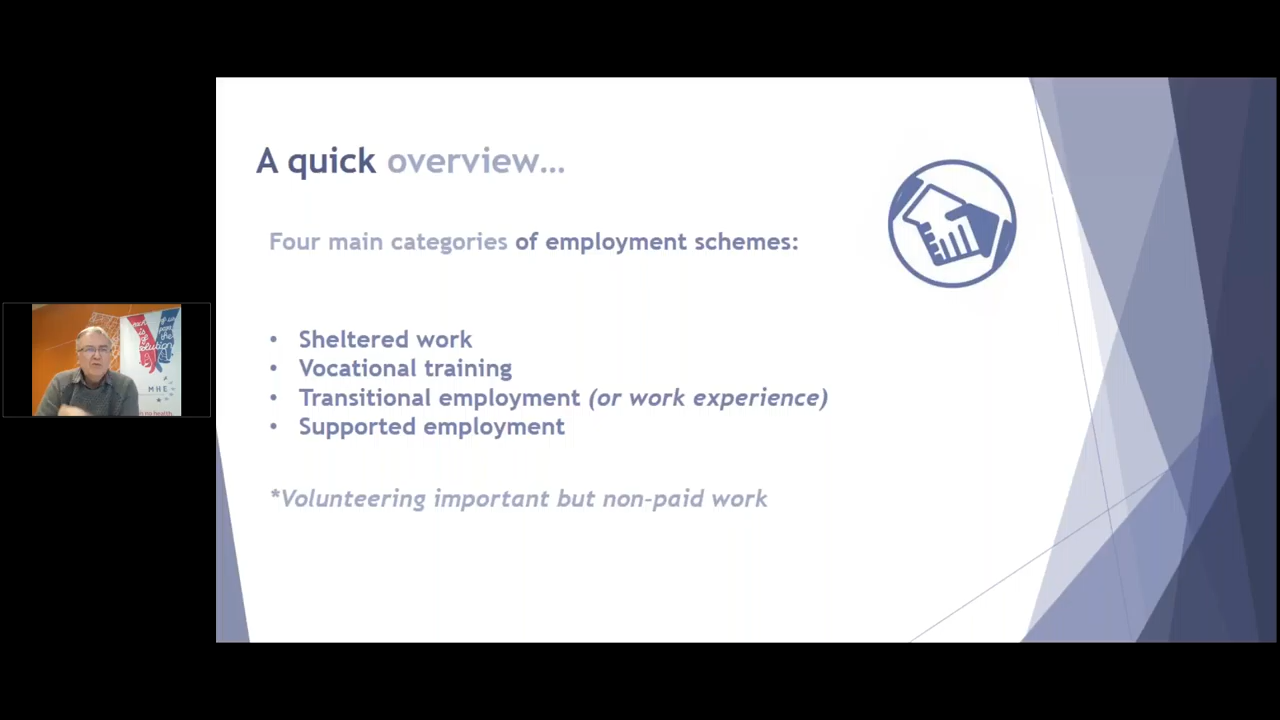 A quick overview...
Four main categories of employment schemes:
• Sheltered work
• Vocational training
• Transitional employment (or work experience)
• Supported employment
*Volunteering important but non-paid work
MHE